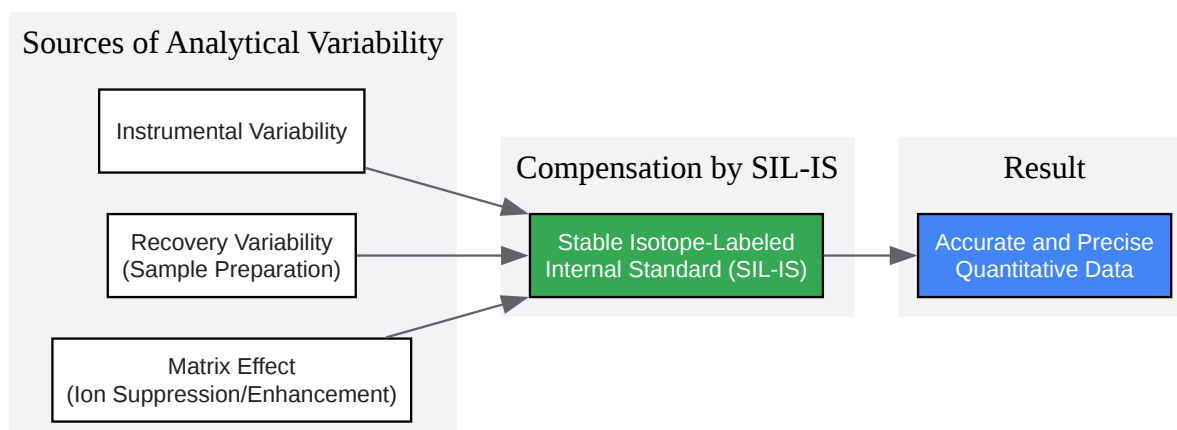 Sources of Analytical Variability
Instrumental Variability
Recovery Variability
(Sample Preparation)
Matrix Effect
(Ion Suppression/Enhancement)
Compensation by SIL-IS
Stable Isotope-Labeled
Internal Standard (SIL-IS)
Result
Accurate and Precise
Quantitative Data